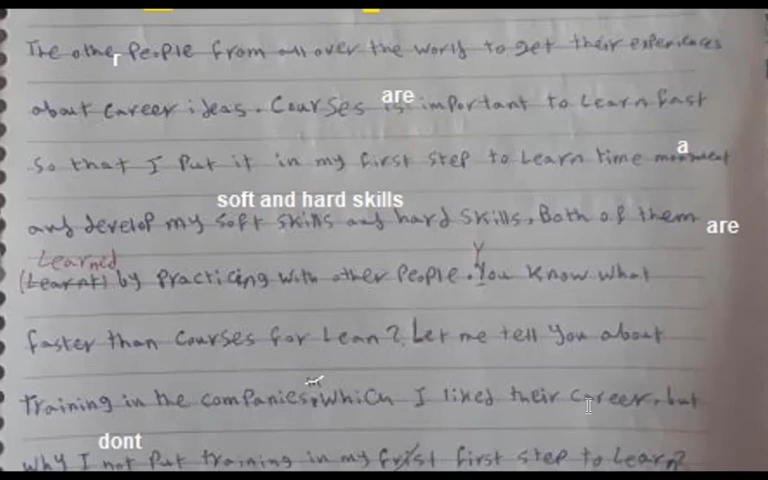 The other People from all over the world to get their experiences
are
about career ideas. Courses is important to Learn fast
a
so that I Put it in my first step to Learn time
soft and hard skills
and develop my soft skills and hard skills, Both of them are
Learned Y
(Learnt) by Practicing with other People. You Know what
faster than Courses for Lean? Let me tell you about
training in the companies, which I liked their career, but
dont
why I not Put training in my first step to Learn?